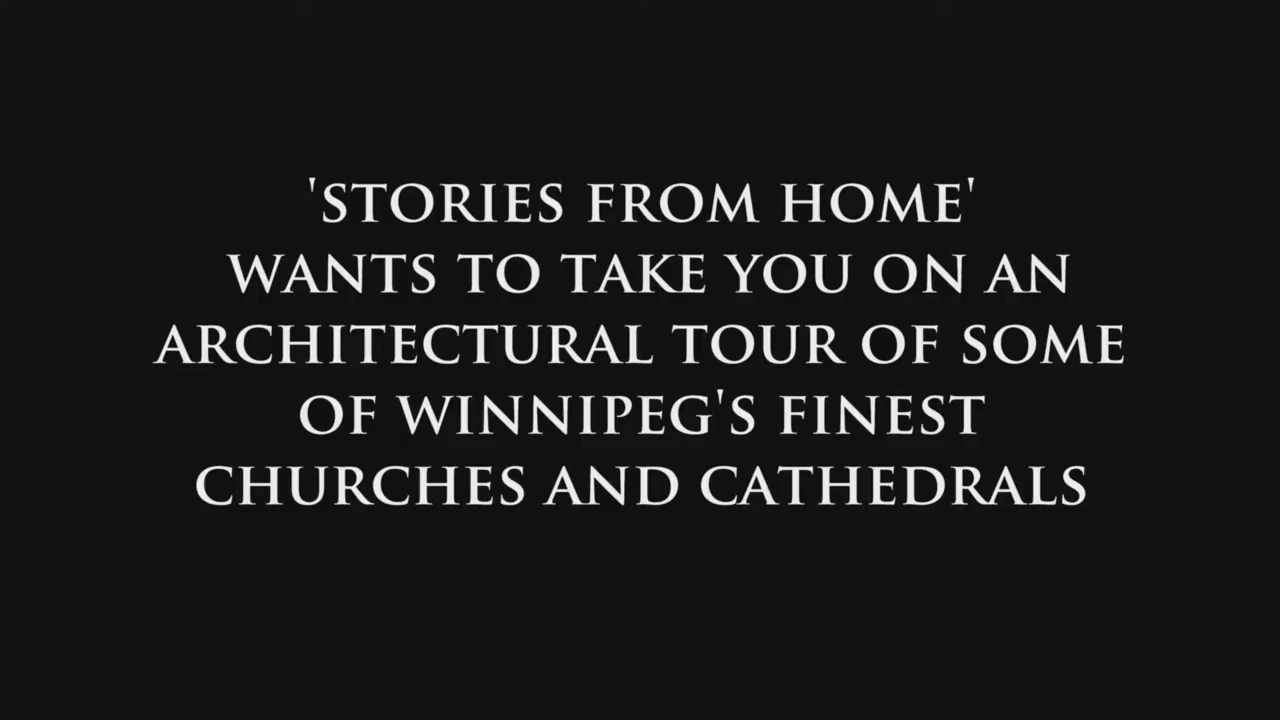 'STORIES FROM HOME'
WANTS TO TAKE YOU ON AN
ARCHITECTURAL TOUR OF SOME
OF WINNIPEG'S FINEST
CHURCHES AND CATHEDRALS